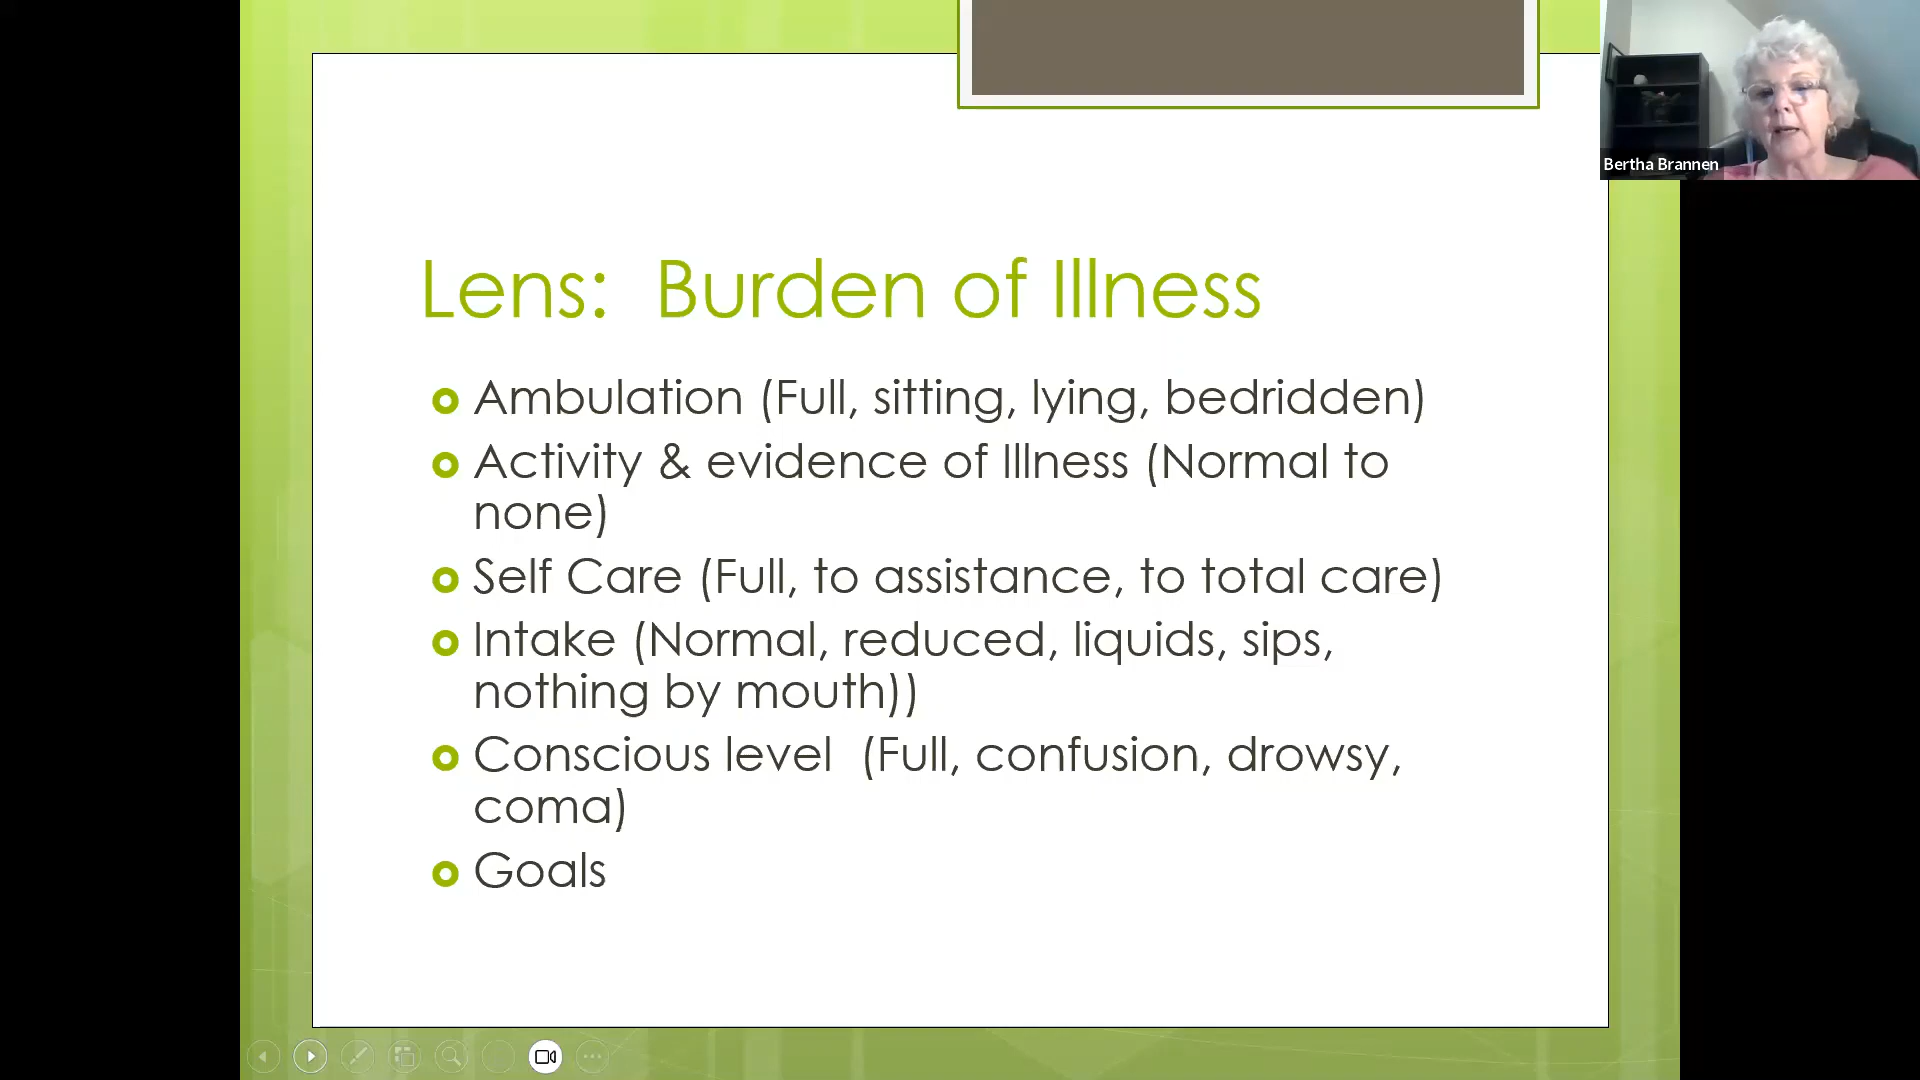 Lens:  Burden of Illness
Ambulation (Full, sitting, lying, bedridden)
Activity & evidence of Illness (Normal to
none)
Self Care (Full, to assistance, to total care)
Intake (Normal, reduced, liquids, sips,
nothing by mouth))
Conscious level  (Full, confusion, drowsy,
coma)
Goals
Bertha Brannen